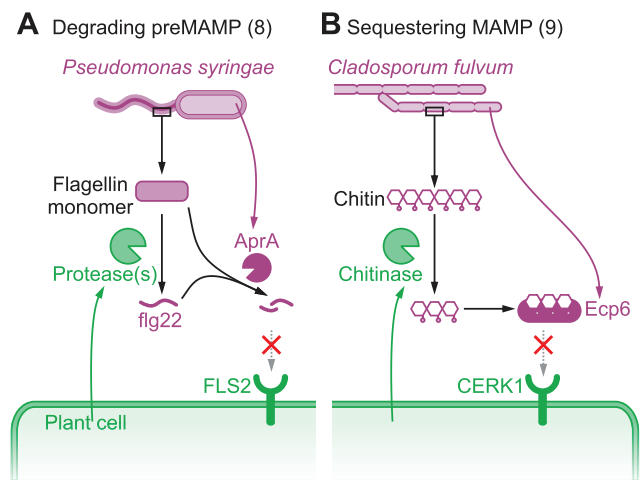 A Degrading preMAMP (8)
Pseudomonas syringae
Flagellin
monomer
AprA
Protease(s)
flg22
FLS2
Plant cell
B Sequestering MAMP (9)
Cladosporum fulvum
Chitin
Chitinase
Ecp6
CERK1